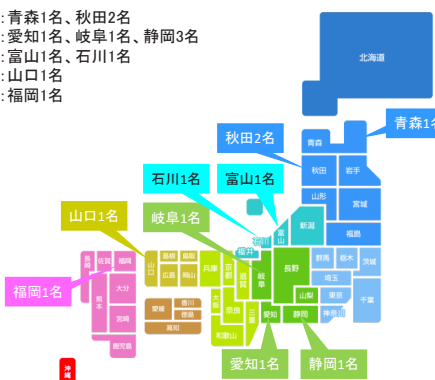 :青森1名、秋田2名
:愛知1名、岐阜1名、静岡3名
:富山1名、石川1名
:山口1名
:福岡1名
北海道
青森1名
秋田2名
青森
石川1名
富山1名
秋田
岩手
山形
宮城
山口1名
岐阜1名
石川
富山
新潟
福島
福井
群馬
栃木
茨城
長崎
佐賀
福岡
山口
島根
鳥取
兵庫
京都
滋賀
岐阜
長野
埼玉
福岡1名
広島
岡山
山梨
東京
千葉
熊本
大分
愛媛
香川
徳島
大阪
奈良
三重
愛知
静岡
神奈川
宮崎
高知
和歌山
鹿児島
愛知1名
静岡1名
沖縄